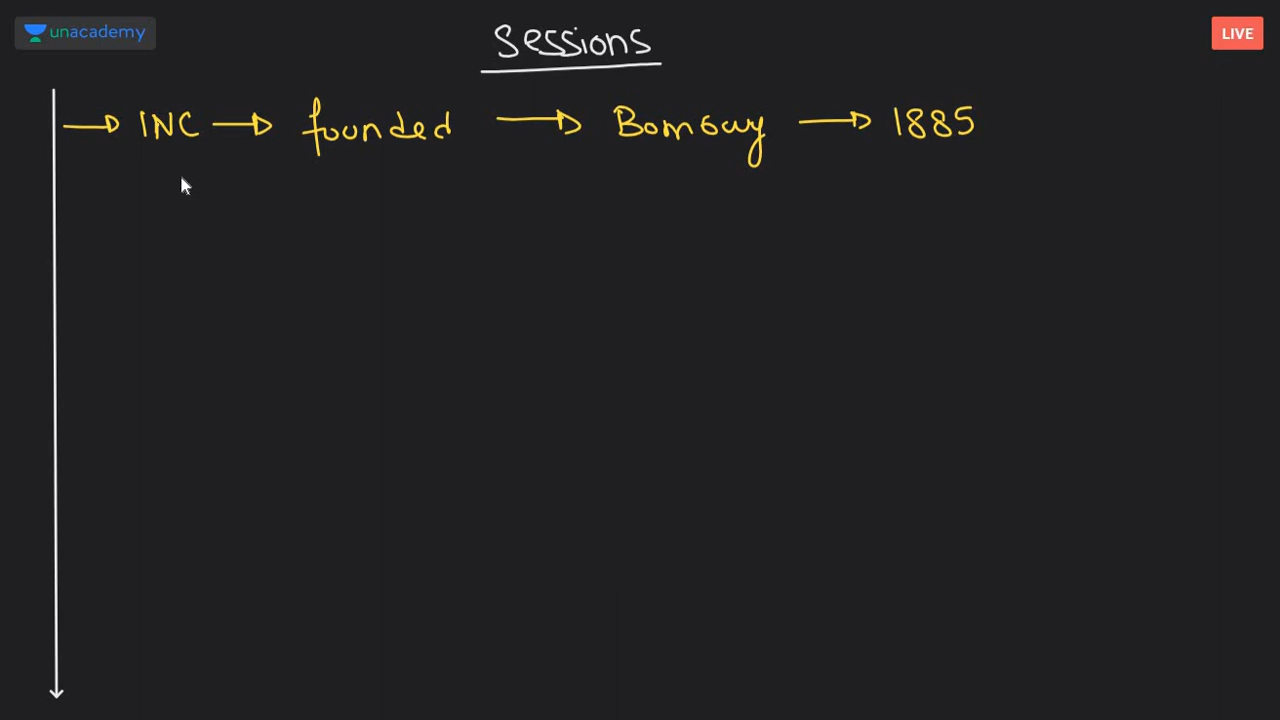 unacademy
Sessions
LIVE
→ INC → founded → Bombay → 1885